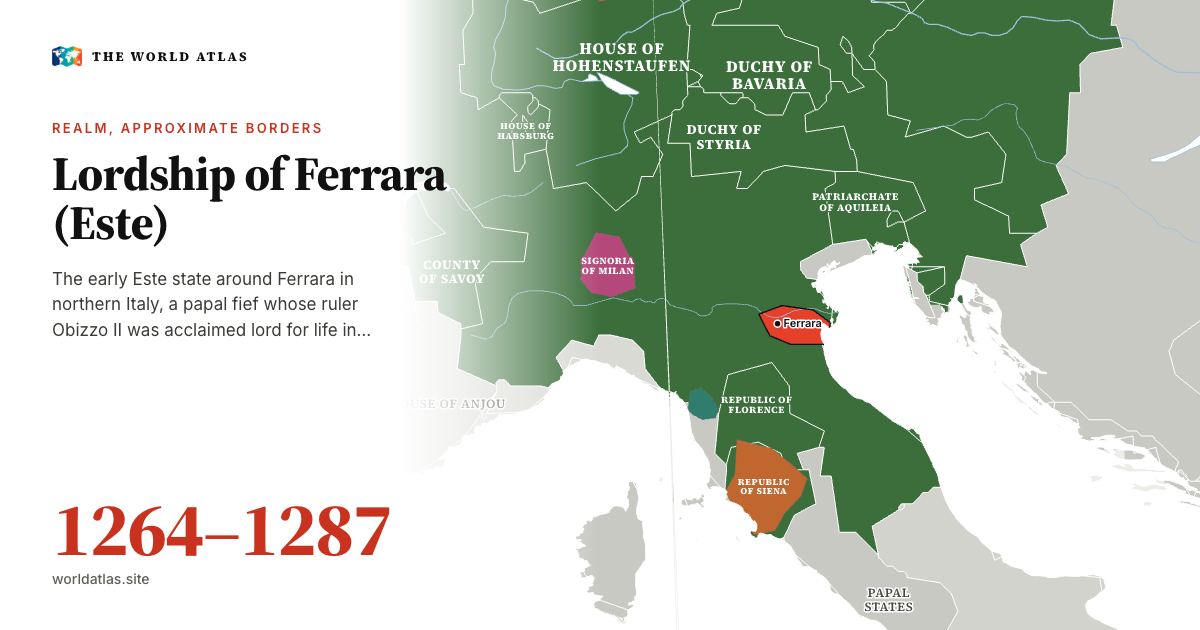 THE WORLD ATLAS
REALM, APPROXIMATE BORDERS
Lordship of Ferrara
(Este)
The early Este state around Ferrara in
northern Italy, a papal fief whose ruler
Obizzo II was acclaimed lord for life in...
1264–1287
worldatlas.site
HOUSE OF
HOHENSTAUFEN
DUCHY OF
BAVARIA
HOUSE OF
HABSBURG
DUCHY OF
STYRIA
PATRIARCHATE
OF AQUILEIA
COUNTY
OF SAVOY
SIGNORIA
OF MILAN
Ferrara
OUSE OF ANJOU
REPUBLIC OF
FLORENCE
REPUBLIC
OF SIENA
PAPAL
STATES